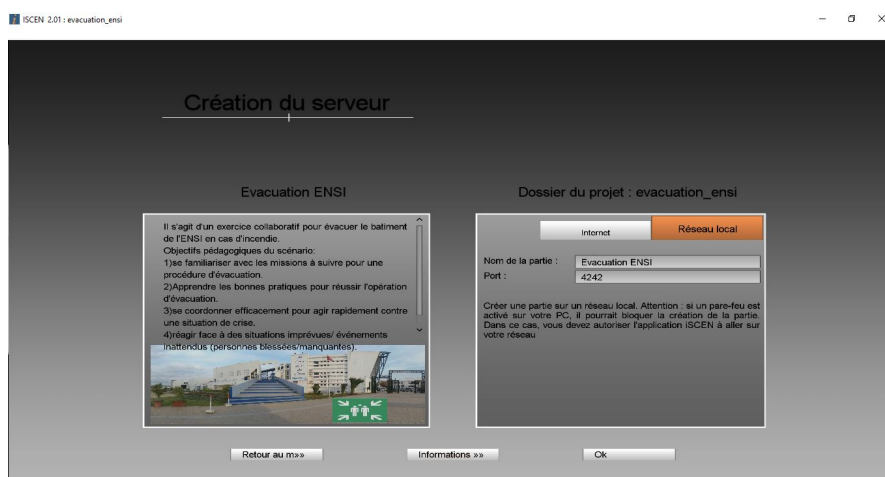 ISCEN 2.01 : evacuation_ensi
Création du serveur
Evacuation ENSI
Il s'agit d'un exercice collaboratif pour évacuer le batiment
de l'ENSI en cas d'incendie.
Objectifs pédagogiques du scénario:
1)se familiariser avec les missions à suivre pour une
procédure d'évacuation.
2)Apprendre les bonnes pratiques pour réussir l'opération
d'évacuation.
3)se coordonner efficacement pour agir rapidement contre
une situation de crise.
4)réagir face à des situations imprévues/ événements
inattendus (personnes blessées/manquantes).
Dossier du projet : evacuation_ensi
Internet
Réseau local
Nom de la partie : Evacuation ENSI
Port : 4242
Créer une partie sur un réseau local. Attention : si un pare-feu est
activé sur votre PC, il pourrait bloquer la création de la partie.
Dans ce cas, vous devez autoriser l'application iSCEN à aller sur
votre réseau
Retour au m»»
Informations »»
Ok